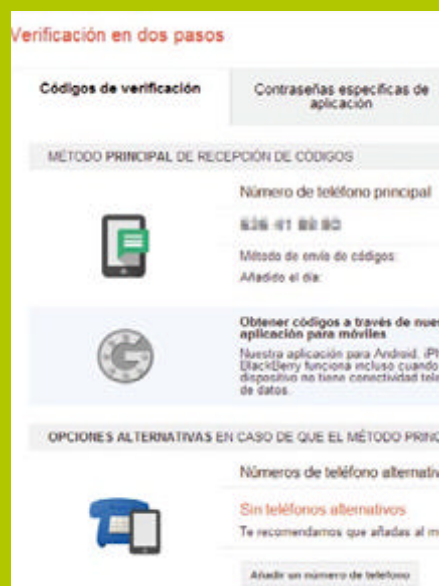 Verificación en dos pasos
Códigos de verificación
Contraseñas específicas de
aplicación
MÉTODO PRINCIPAL DE RECEPCIÓN DE CÓDIGOS
Número de teléfono principal
Método de envío de códigos:
Añadido el día:
Obtener códigos a través de nues
aplicación para móviles
Nuestra aplicación para Android, iPh
BlackBerry funciona incluso cuando
dispositivo no tiene conectividad tele
de datos.
OPCIONES ALTERNATIVAS EN CASO DE QUE EL MÉTODO PRINC
Números de teléfono alternativ
Sin teléfonos alternativos
Te recomendamos que añadas al m
Añadir un número de teléfono